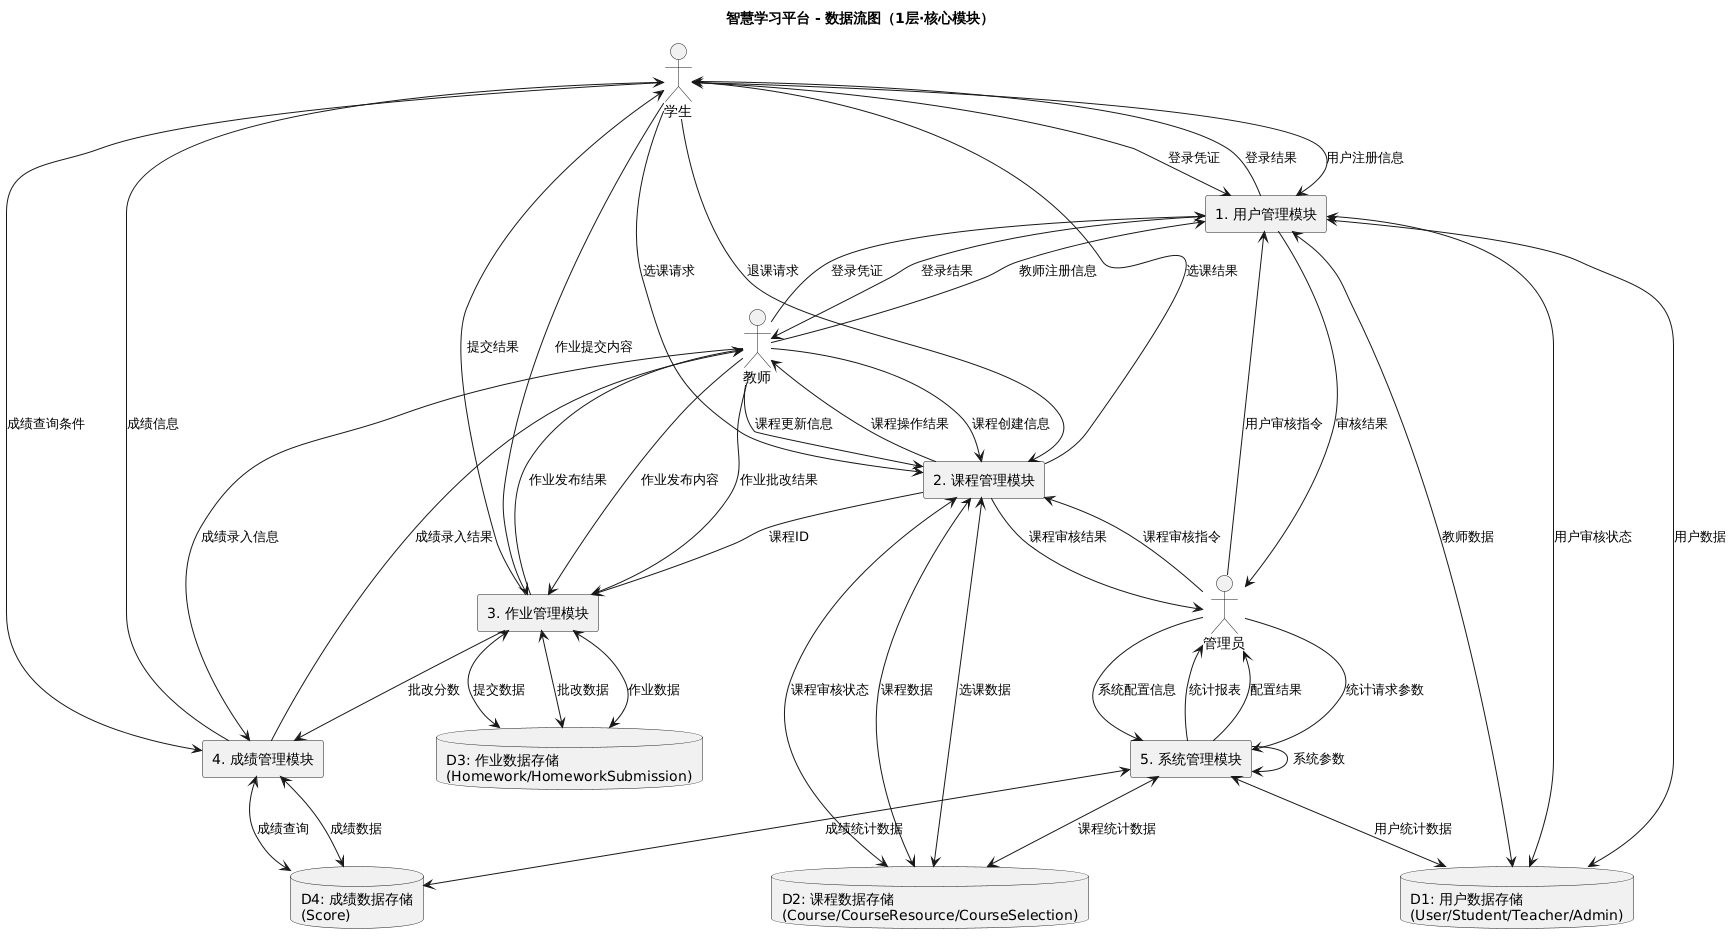 智慧学习平台 - 数据流图（1层·核心模块）
学生
登录凭证
登录结果
用户注册信息
1. 用户管理模块
选课请求
退课请求
登录凭证
登录结果
教师注册信息
选课结果
提交结果
作业提交内容
教师
成绩查询条件
成绩信息
课程更新信息
课程操作结果
课程创建信息
用户审核指令
审核结果
作业发布结果
作业发布内容
作业批改结果
2. 课程管理模块
成绩录入信息
成绩录入结果
课程ID
课程审核结果
课程审核指令
教师数据
用户审核状态
用户数据
3. 作业管理模块
管理员
批改分数
提交数据
批改数据
作业数据
课程审核状态
课程数据
选课数据
系统配置信息
统计报表
配置结果
统计请求参数
4. 成绩管理模块
D3: 作业数据存储
(Homework/HomeworkSubmission)
5. 系统管理模块
系统参数
成绩查询
成绩数据
成绩统计数据
课程统计数据
用户统计数据
D4: 成绩数据存储
(Score)
D2: 课程数据存储
(Course/CourseResource/CourseSelection)
D1: 用户数据存储
(User/Student/Teacher/Admin)